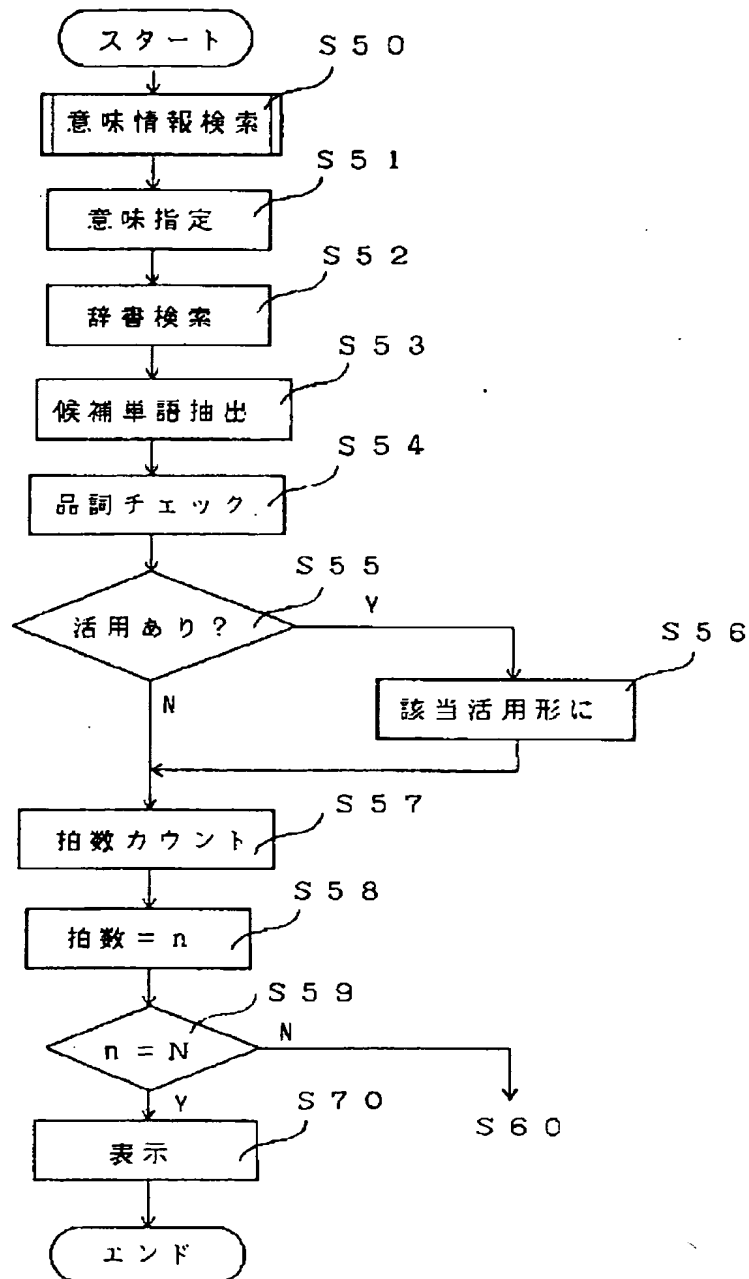 スタート
S50
意味情報検索
S51
意味指定
S52
辞書検索
S53
候補単語抽出
S54
品詞チェック
S55
活用あり?
Y
S56
N
該当活用形に
S57
拍数カウント
S58
拍数=n
S59
n=N
N
Y
S70
S60
表示
エンド